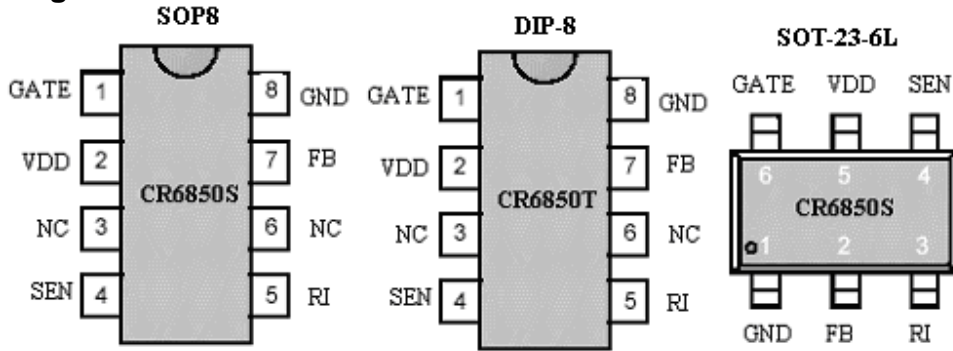 SOP8
GATE 1 8 GND
VDD 2 7 FB
CR6850S
NC 3 6 NC
SEN 4 5 RI
DIP-8
GATE 1 8 GND
VDD 2 7 FB
CR6850T
NC 3 6 NC
SEN 4 5 RI
SOT-23-6L
GATE VDD SEN
6 5 4
CR6850S
1 2 3
GND FB RI